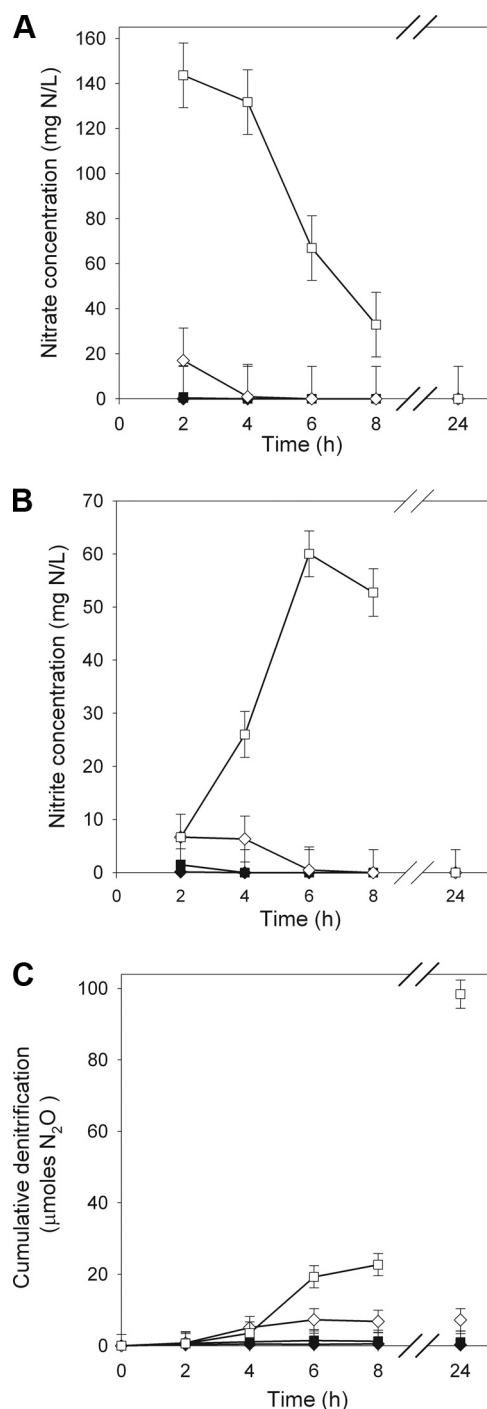 A
Nitrate concentration (mg N/L)
160
140
120
100
80
60
40
20
0
0 2 4 6 8 24
Time (h)
B
Nitrite concentration (mg N/L)
70
60
50
40
30
20
10
0
0 2 4 6 8 24
Time (h)
C
Cumulative denitrification
(μmoles N₂O )
100
80
60
40
20
0
0 2 4 6 8 24
Time (h)